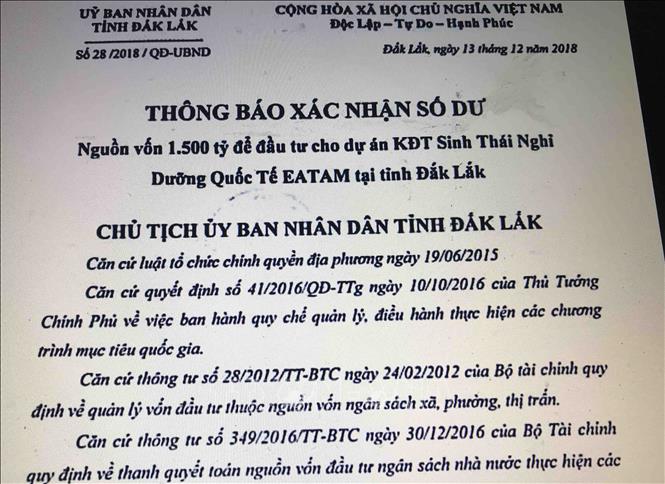 UỶ BAN NHÂN DÂN
TỈNH ĐẮK LẮK
Số 28/2018/QĐ-UBND
CỘNG HÒA XÃ HỘI CHỦ NGHĨA VIỆT NAM
Độc Lập–Tự Do–Hạnh Phúc
Đắk Lắk, ngày 13 tháng 12 năm 2018
THÔNG BÁO XÁC NHẬN SỐ DƯ
Nguồn vốn 1.500 tỷ để đầu tư cho dự án KĐT Sinh Thái Nghỉ
Dưỡng Quốc Tế EATAM tại tỉnh Đắk Lắk
CHỦ TỊCH ỦY BAN NHÂN DÂN TỈNH ĐẮK LẮK
Căn cứ luật tổ chức chính quyền địa phương ngày 19/06/2015
Căn cứ quyết định số 41/2016/QĐ-TTg ngày 10/10/2016 của Thủ Tướng
Chính Phủ về việc ban hành quy chế quản lý, điều hành thực hiện các chương
trình mục tiêu quốc gia.
Căn cứ thông tư số 28/2012/TT-BTC ngày 24/02/2012 của Bộ tài chính quy
định về quản lý vốn đầu tư thuộc nguồn vốn ngân sách xã, phường, thị trấn.
Căn cứ thông tư số 349/2016/TT-BTC ngày 30/12/2016 của Bộ Tài chính
quy định về thanh quyết toán nguồn vốn đầu tư ngân sách nhà nước thực hiện các